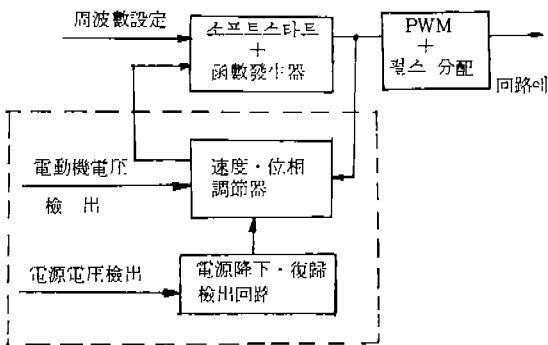 周波數設定
소프트스타트
+
函數發生器
PWM
+
펄스 分配
回路에
電動機電圧
檢 出
速度·位相
調節器
電源電圧檢出
電源降下·復歸
檢出回路